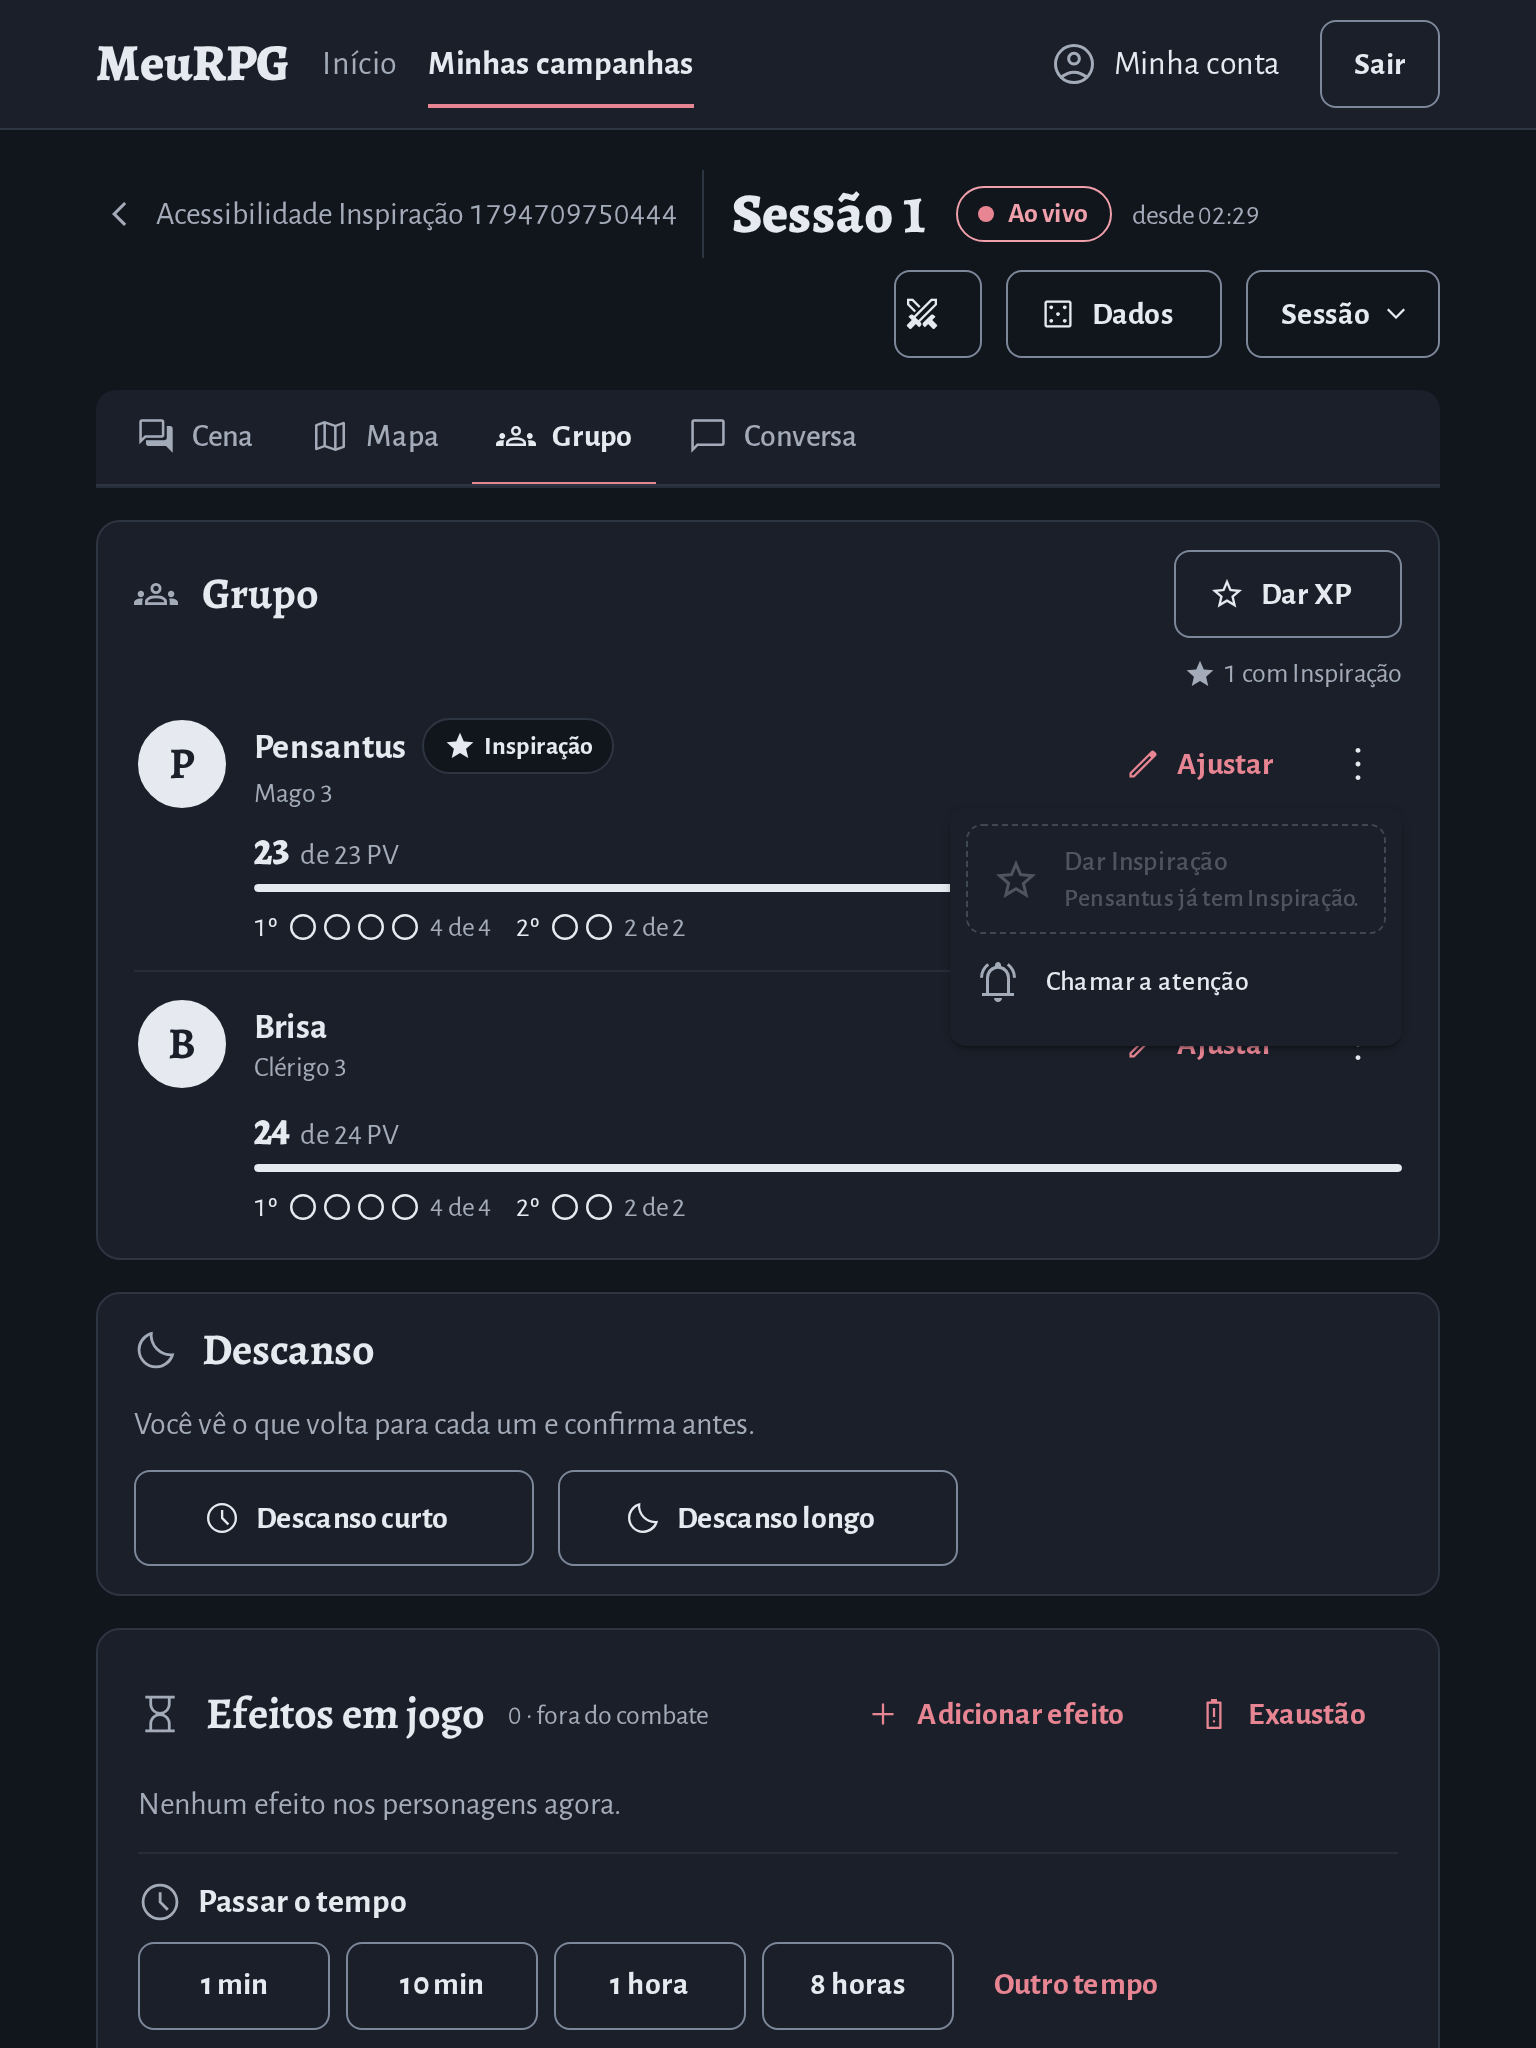 MeuRPG Início Minhas campanhas Minha conta Sair
Acessibilidade Inspiração 1794709750444 Sessão 1 Ao vivo desde 02:29
Dados Sessão
Cena Mapa Grupo Conversa
Grupo Dar XP
1 com Inspiração
P Pensantus Inspiração Ajustar
Mago 3
23 de 23 PV
Dar Inspiração
Pensantus já tem Inspiração.
1º 4 de 4 2º 2 de 2
Chamar a atenção
B Brisa Ajustar
Clérigo 3
24 de 24 PV
1º 4 de 4 2º 2 de 2
Descanso
Você vê o que volta para cada um e confirma antes.
Descanso curto Descanso longo
Efeitos em jogo 0 · fora do combate Adicionar efeito Exaustão
Nenhum efeito nos personagens agora.
Passar o tempo
1 min 10 min 1 hora 8 horas Outro tempo